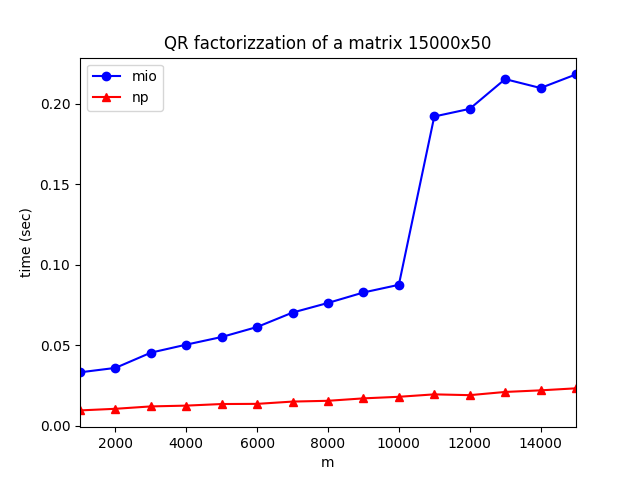 QR factorizzation of a matrix 15000x50
mio
np
0.20
0.15
0.10
0.05
0.00
time (sec)
2000 4000 6000 8000 10000 12000 14000
m